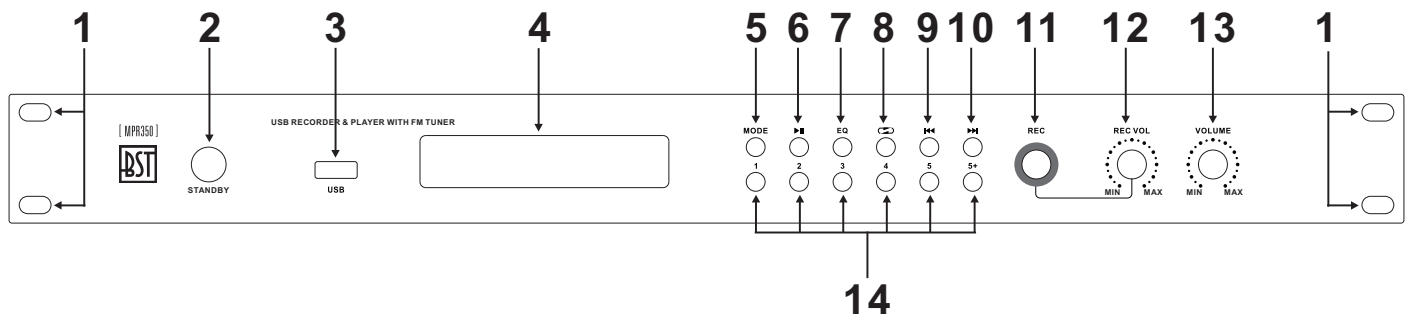 1 2 3 4 5 6 7 8 9 10 11 12 13 1
[ MPR350 ]
BST
STANDBY
USB RECORDER & PLAYER WITH FM TUNER
USB
MODE EQ REC REC VOL VOLUME
1 2 3 4 5 5+
MIN MAX MIN MAX
14